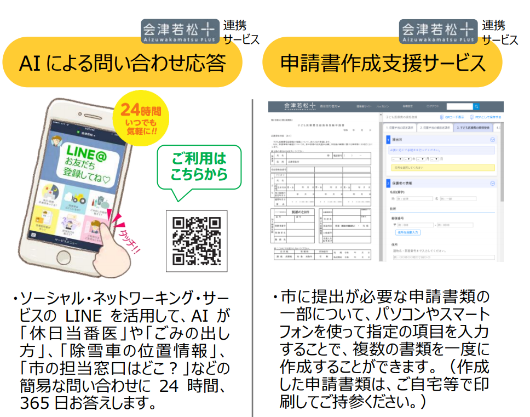 会津若松＋
Aizuwakamatsu PLUS
連携
サービス
AIによる問い合わせ応答
24時間
いつでも
気軽に!!
LINE@
お友だち
登録してね♡
ご利用は
こちらから
カッチ!!
・ソーシャル・ネットワーキング・サー
ビスの LINE を活用して、AI が
「休日当番医」や「ごみの出し
方」、「除雪車の位置情報」、
「市の担当窓口はどこ？」などの
簡易な問い合わせに 24 時間、
365日お答えします。
会津若松＋
Aizuwakamatsu PLUS
連携
サービス
申請書作成支援サービス
会津若松＋
・市に提出が必要な申請書類の
一部について、パソコンやスマート
フォンを使って指定の項目を入力
することで、複数の書類を一度に
作成することができます。（作成
した申請書類は、ご自宅等で印
刷してご持参ください。）